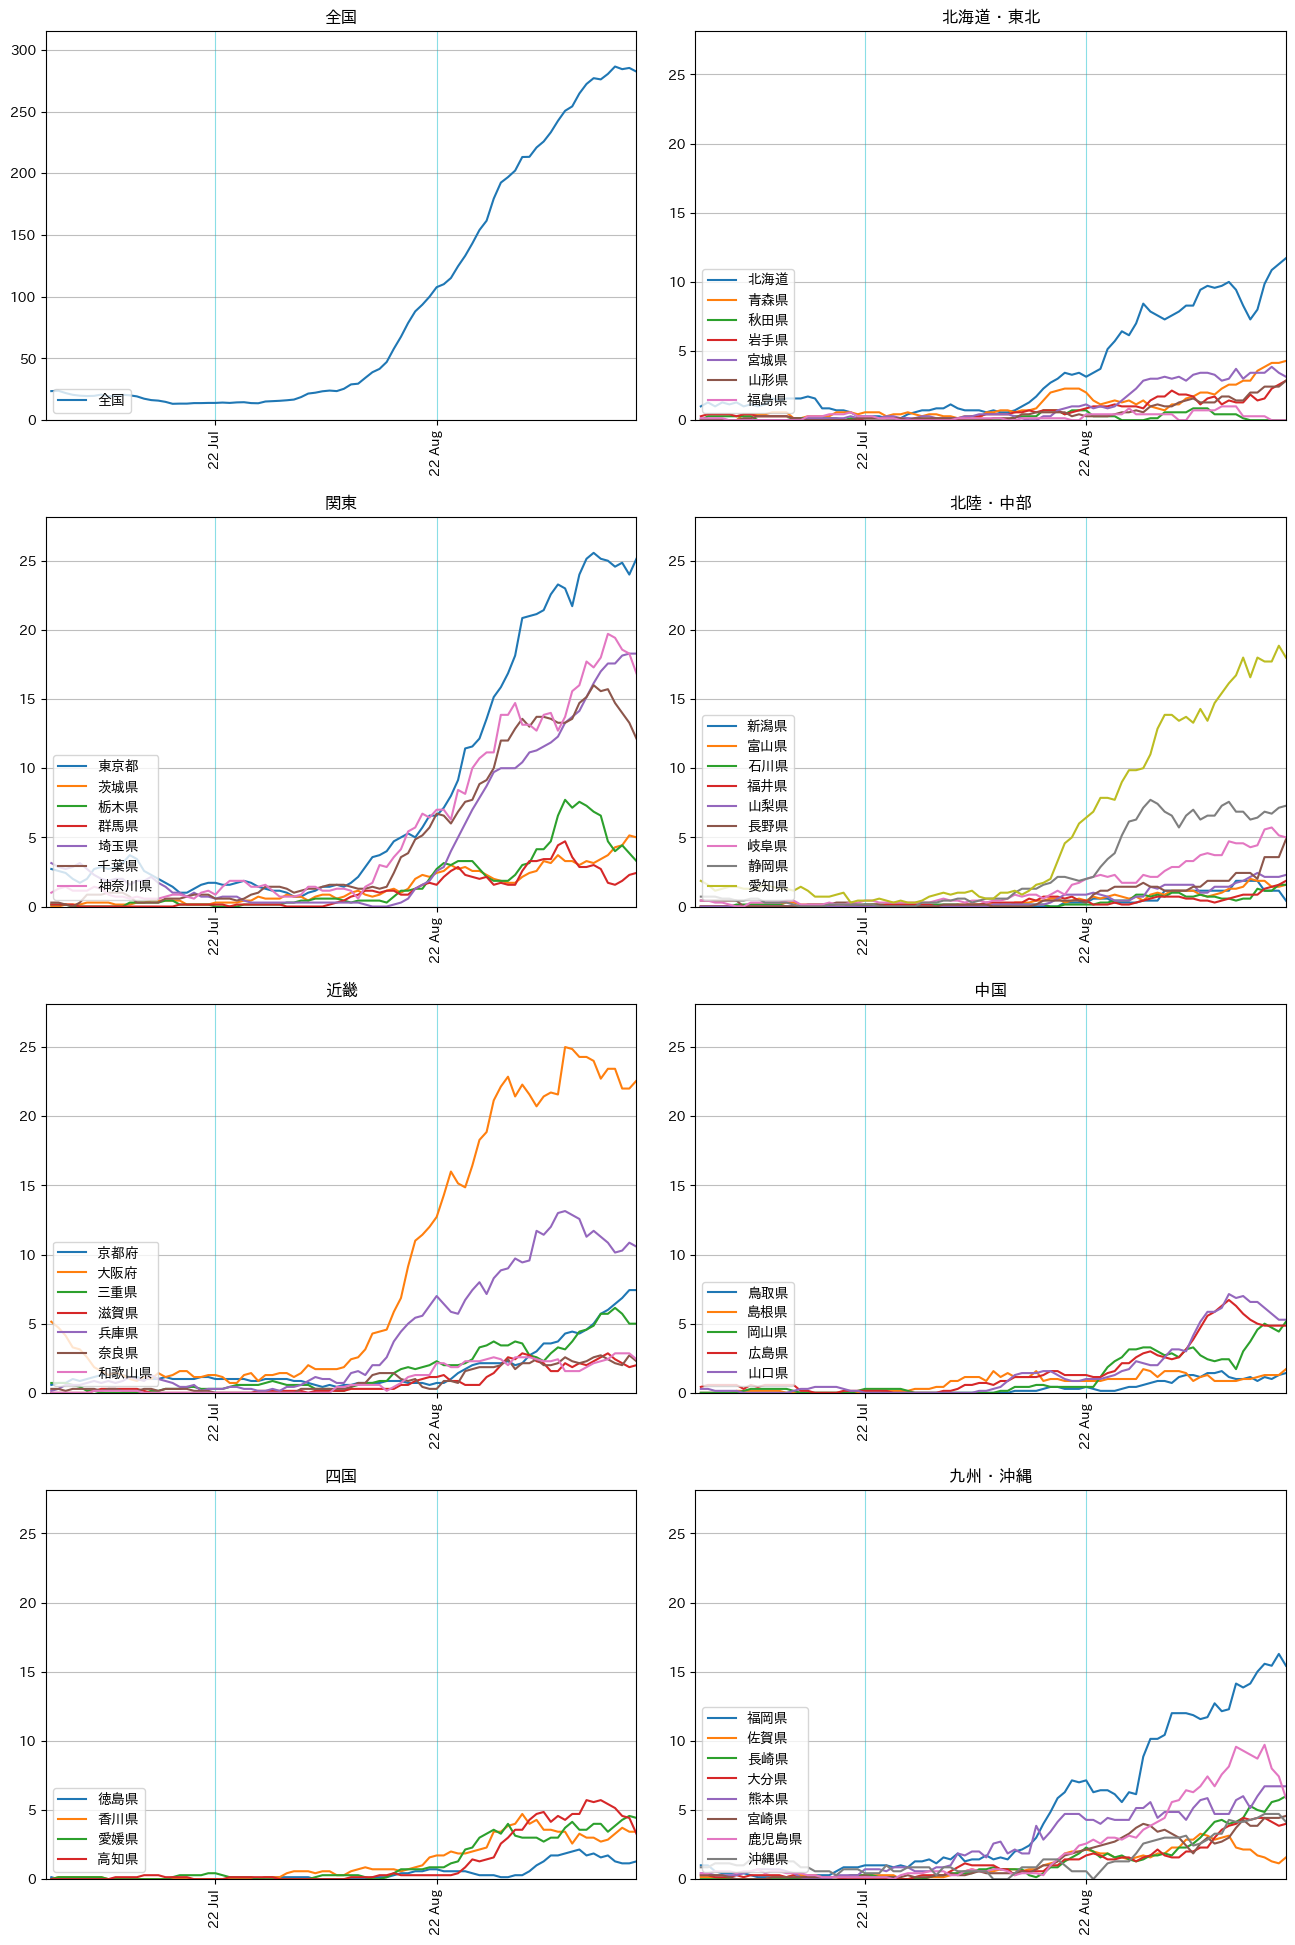 全国
300
250
200
150
100
50
0
全国
22 Jul
22 Aug
北海道・東北
25
20
15
10
5
0
北海道
青森県
秋田県
岩手県
宮城県
山形県
福島県
22 Jul
22 Aug
関東
25
20
15
10
5
0
東京都
茨城県
栃木県
群馬県
埼玉県
千葉県
神奈川県
22 Jul
22 Aug
北陸・中部
25
20
15
10
5
0
新潟県
富山県
石川県
福井県
山梨県
長野県
岐阜県
静岡県
愛知県
22 Jul
22 Aug
近畿
25
20
15
10
5
0
京都府
大阪府
三重県
滋賀県
兵庫県
奈良県
和歌山県
22 Jul
22 Aug
中国
25
20
15
10
5
0
鳥取県
島根県
岡山県
広島県
山口県
22 Jul
22 Aug
四国
25
20
15
10
5
0
徳島県
香川県
愛媛県
高知県
22 Jul
22 Aug
九州・沖縄
25
20
15
10
5
0
福岡県
佐賀県
長崎県
大分県
熊本県
宮崎県
鹿児島県
沖縄県
22 Jul
22 Aug